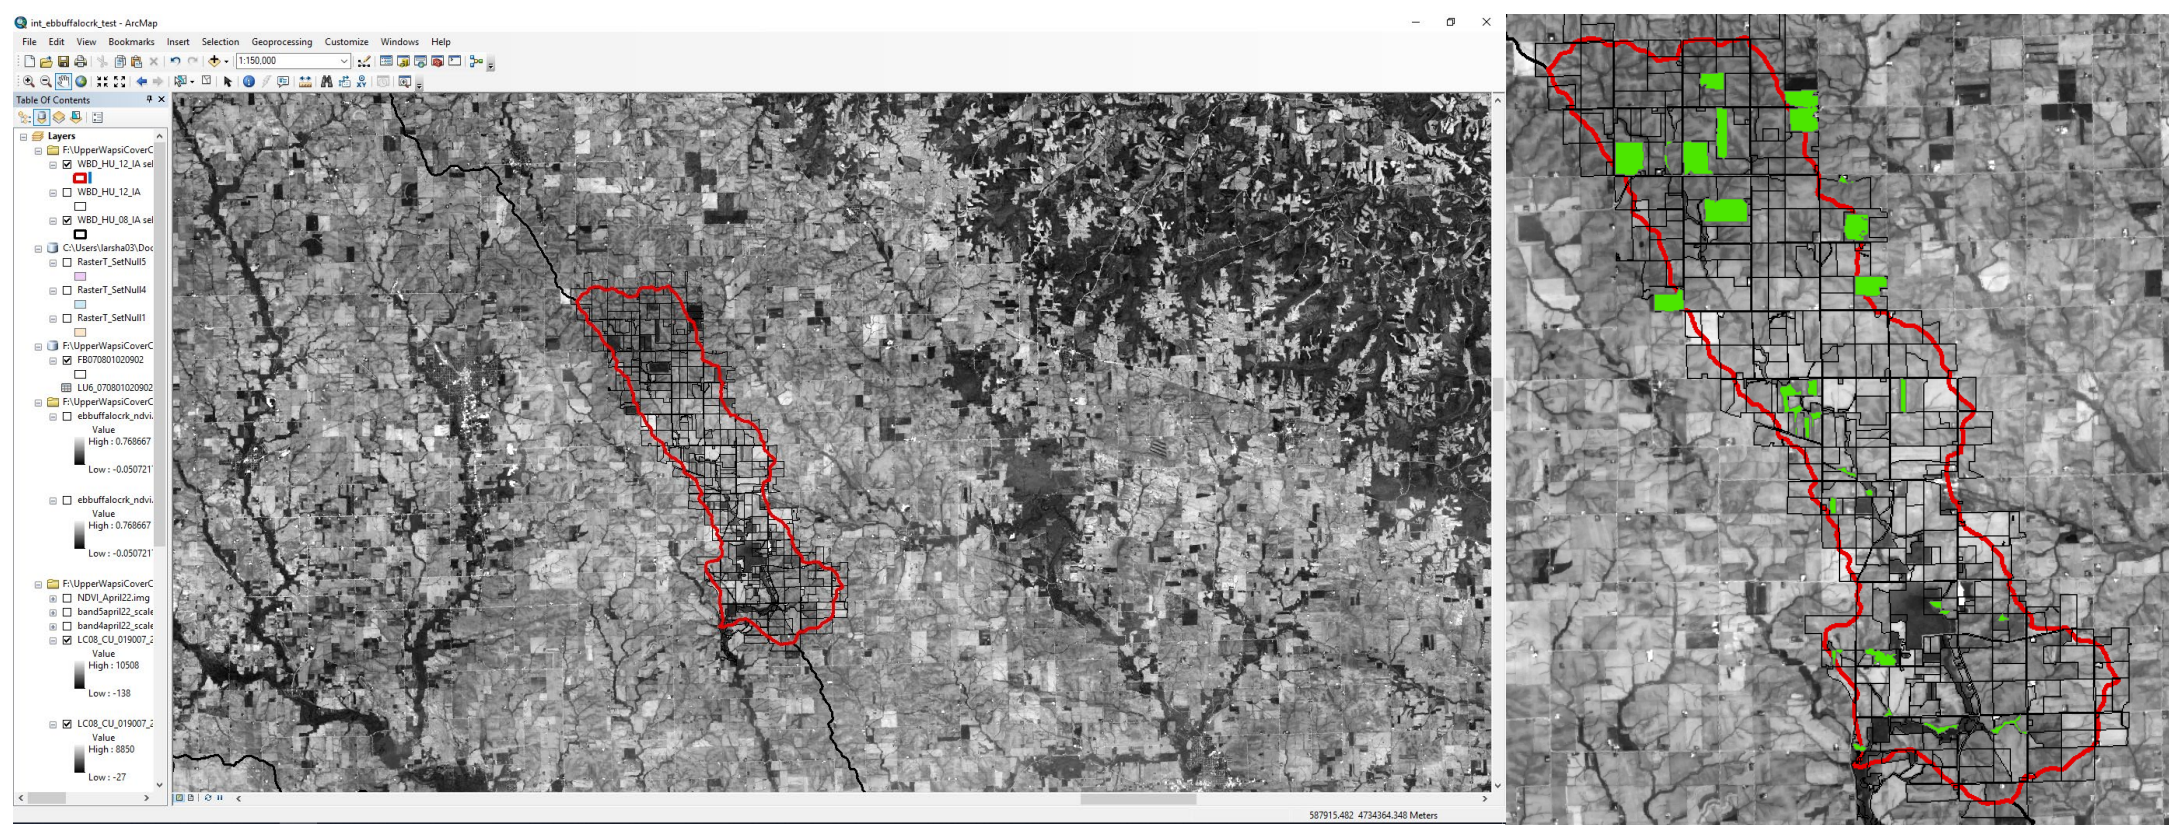 int_ebbuffalocrk_test - ArcMap
File Edit View Bookmarks Insert Selection Geoprocessing Customize Windows Help
1:150,000
Table Of Contents
Layers
F:\UpperWapsiCoverC
WBD_HU_12_IA sel
WBD_HU_12_IA
WBD_HU_08_IA sel
C:\Users\larsha03\Doc
RasterT_SetNull5
RasterT_SetNull4
RasterT_SetNull1
F:\UpperWapsiCoverC
FB070801020902
LU6_070801020902
F:\UpperWapsiCoverC
ebbuffalocrk_ndvi.
Value
High : 0.768667
Low : -0.050721
ebbuffalocrk_ndvi.
Value
High : 0.768667
Low : -0.050721
F:\UpperWapsiCoverC
NDVI_April22.img
band5april22_scale
band4april22_scale
LC08_CU_019007_2
Value
High : 10508
Low : -138
LC08_CU_019007_2
Value
High : 8850
Low : -27
587915.482 4734364.348 Meters